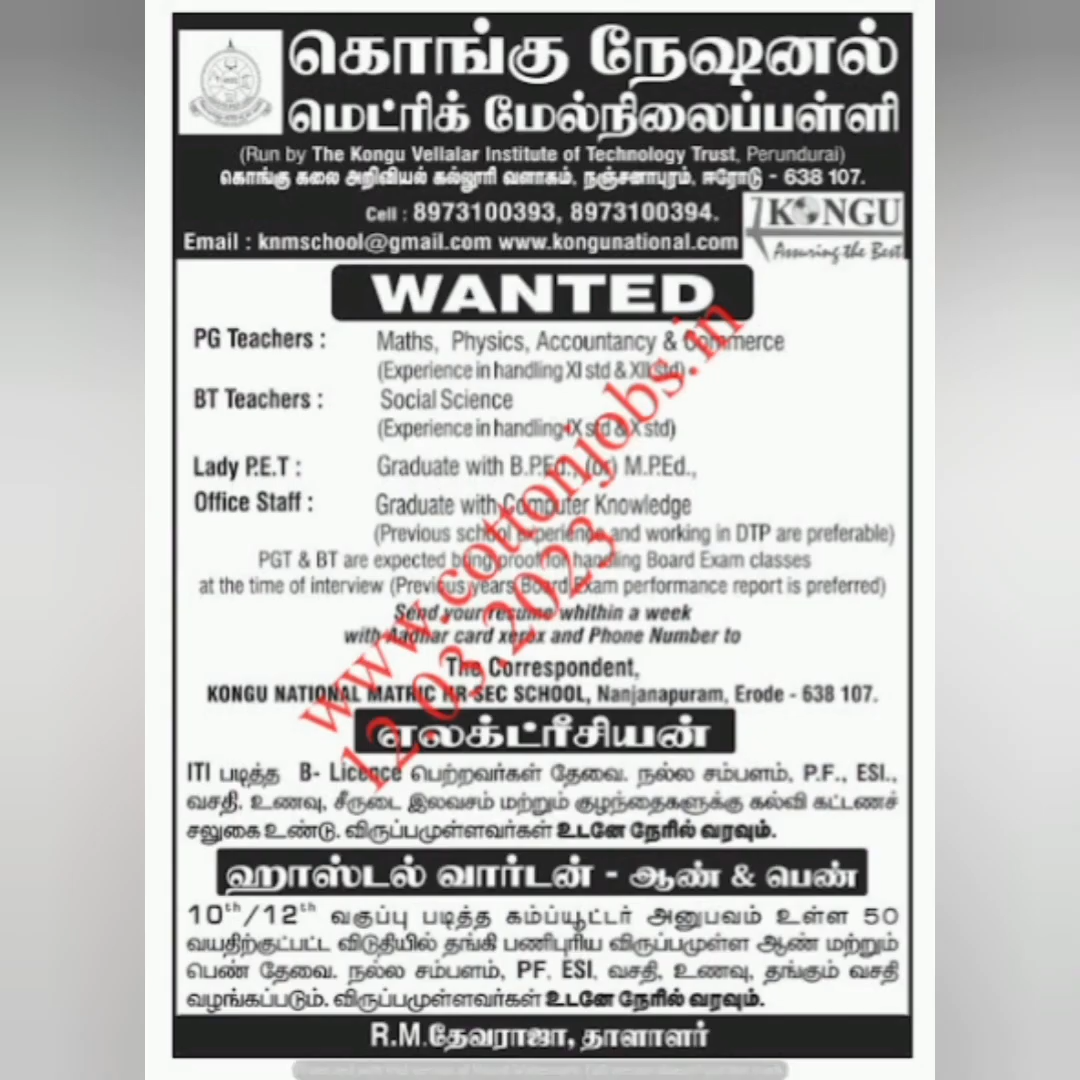 கொங்கு நேஷனல்
மெட்ரிக் மேல்நிலைப்பள்ளி
(Run by The Kongu Vellalar Institute of Technology Trust, Perundurai)
கொங்கு கலை அறிவியல் கல்லூரி வளாகம், நஞ்சனாபுரம், ஈரோடு - 638 107.
Cell : 8973100393, 8973100394.
Email : knmschool@gmail.com www.kongunational.com
KONGU
Assuring the Best
WANTED
PG Teachers : Maths, Physics, Accountancy & Commerce
(Experience in handling XI std & XII std)
BT Teachers : Social Science
(Experience in handling IX std & X std)
Lady P.E.T : Graduate with B.P.Ed., (or) M.P.Ed.,
Office Staff : Graduate with Computer Knowledge
(Previous school experience and working in DTP are preferable)
PGT & BT are expected bring proof for handling Board Exam classes
at the time of interview (Previous years Board Exam performance report is preferred)
Send your resume whithin a week
with Aadhar card xerox and Phone Number to
The Correspondent,
KONGU NATIONAL MATRIC HR SEC SCHOOL, Nanjanapuram, Erode - 638 107.
எலக்ட்ரீசியன்
ITI படித்த B- Licence பெற்றவர்கள் தேவை. நல்ல சம்பளம், P.F., ESI.,
வசதி, உணவு, சீருடை இலவசம் மற்றும் குழந்தைகளுக்கு கல்வி கட்டணச்
சலுகை உண்டு. விருப்பமுள்ளவர்கள் உடனே நேரில் வரவும்.
ஹாஸ்டல் வார்டன் - ஆண் & பெண்
10th/12th வகுப்பு படித்த கம்ப்யூட்டர் அனுபவம் உள்ள 50
வயதிற்குட்பட்ட விடுதியில் தங்கி பணிபுரிய விருப்பமுள்ள ஆண் மற்றும்
பெண் தேவை. நல்ல சம்பளம், PF, ESI, வசதி, உணவு, தங்கும் வசதி
வழங்கப்படும். விருப்பமுள்ளவர்கள் உடனே நேரில் வரவும்.
R.M.தேவராஜா, தாளாளர்
www.cottonjobs.in
12.03.2023